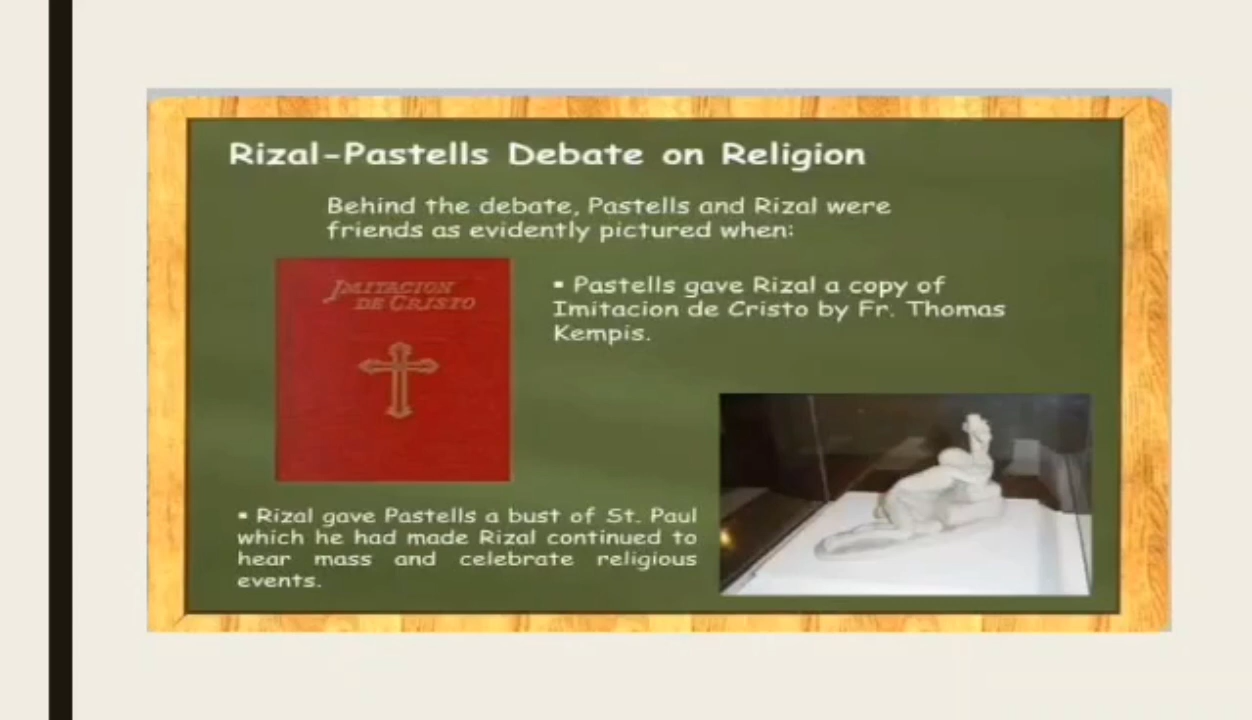 Rizal-Pastells Debate on Religion
Behind the debate, Pastells and Rizal were
friends as evidently pictured when:
IMITACION
DE CRISTO
▪ Pastells gave Rizal a copy of
Imitacion de Cristo by Fr. Thomas
Kempis.
▪ Rizal gave Pastells a bust of St. Paul
which he had made Rizal continued to
hear mass and celebrate religious
events.